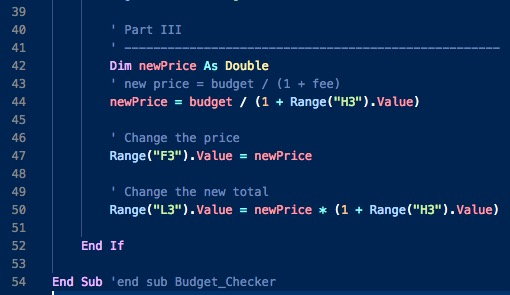 39
40 ' Part III
41 ' ---------------------------------------------------
42 Dim newPrice As Double
43 ' new price = budget / (1 + fee)
44 newPrice = budget / (1 + Range("H3").Value)
45
46 ' Change the price
47 Range("F3").Value = newPrice
48
49 ' Change the new total
50 Range("L3").Value = newPrice * (1 + Range("H3").Value)
51
52 End If
53
54 End Sub 'end sub Budget_Checker